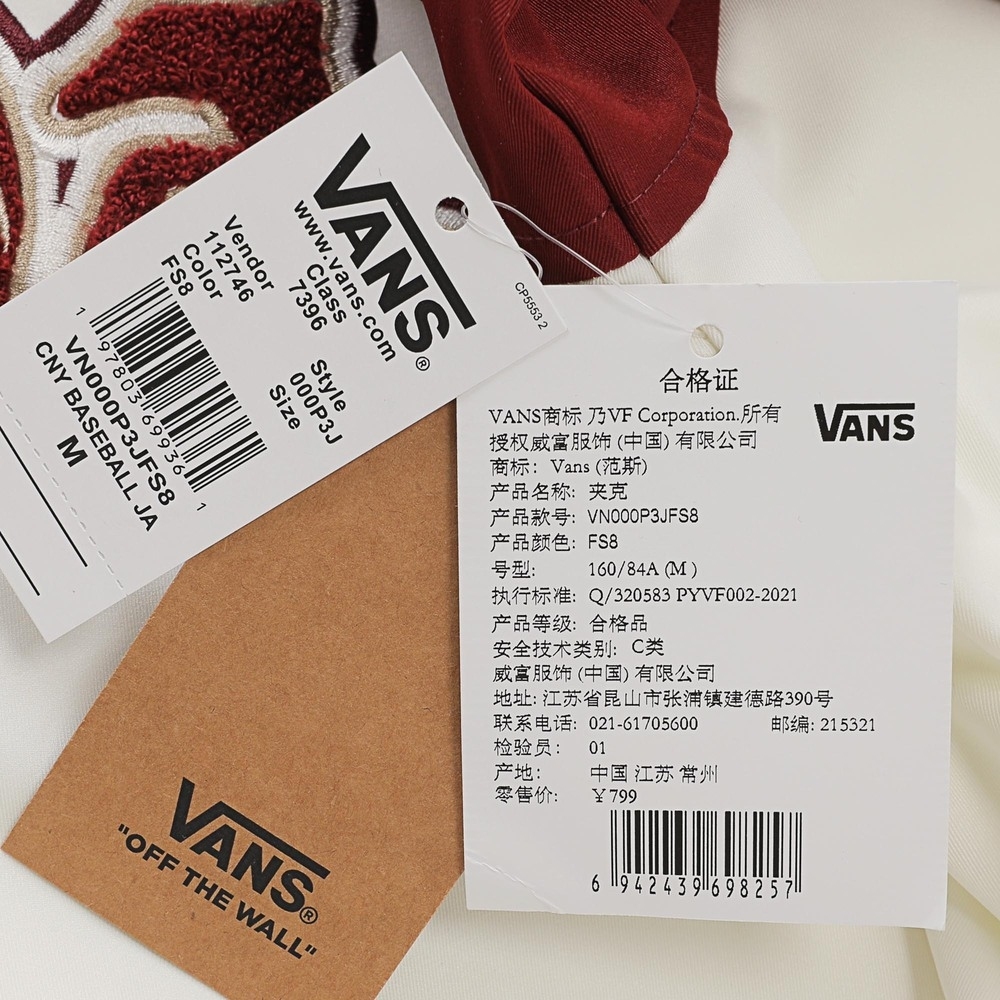 VANS®
www.vans.com
Vendor Class Style
112746 7396 000P3J
Color Size
FS8
1 97803 69936 1
VN000P3JFS8
CNY BASEBALL JA
M
CP5553.2
VANS®
"OFF THE WALL"
合格证
VANS
VANS商标 乃VF Corporation.所有
授权威富服饰 (中国) 有限公司
商标: Vans (范斯)
产品名称: 夹克
产品款号: VN000P3JFS8
产品颜色: FS8
号型: 160/84A (M )
执行标准: Q/320583 PYVF002-2021
产品等级: 合格品
安全技术类别: C类
威富服饰 (中国) 有限公司
地址: 江苏省昆山市张浦镇建德路390号
联系电话: 021-61705600 邮编: 215321
检验员: 01
产地: 中国 江苏 常州
零售价: ¥799
6 942439 698257